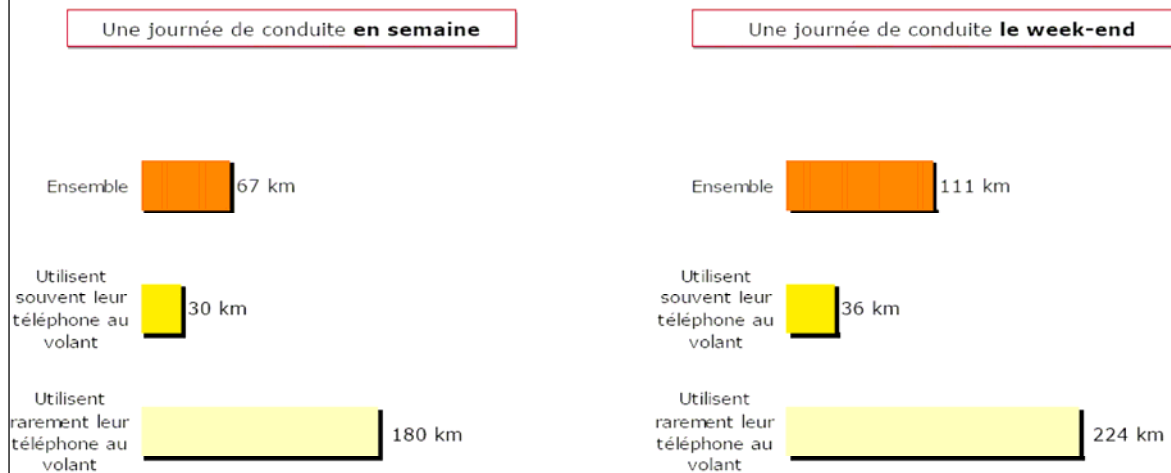 Une journée de conduite en semaine
Une journée de conduite le week-end
Ensemble
67 km
Utilisent
souvent leur
téléphone au
volant
30 km
Utilisent
rarement leur
téléphone au
volant
180 km
Ensemble
111 km
Utilisent
souvent leur
téléphone au
volant
36 km
Utilisent
rarement leur
téléphone au
volant
224 km